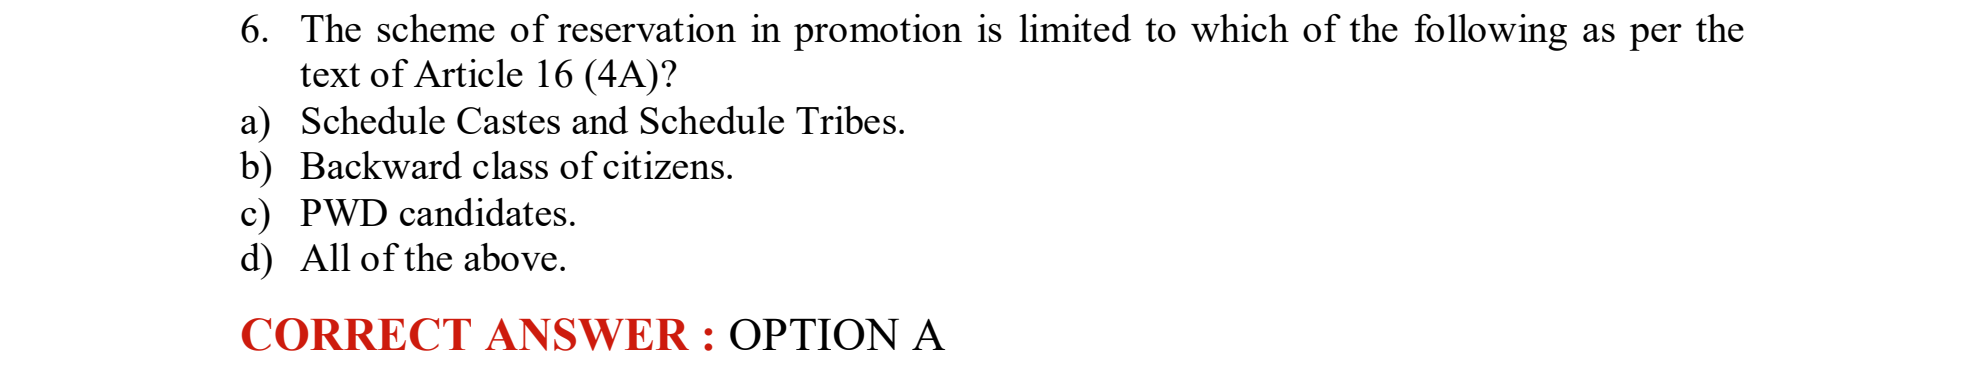 6. The scheme of reservation in promotion is limited to which of the following as per the
text of Article 16 (4A)?
a) Schedule Castes and Schedule Tribes.
b) Backward class of citizens.
c) PWD candidates.
d) All of the above.
CORRECT ANSWER : OPTION A